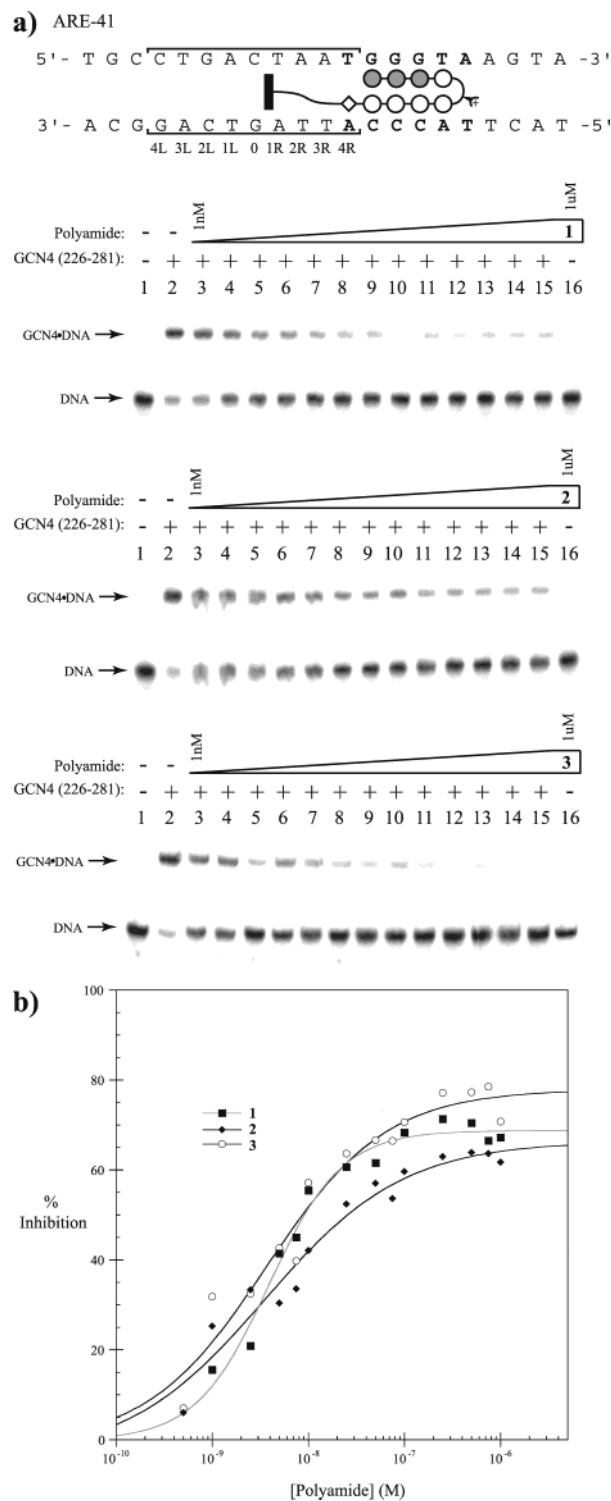 a) ARE-41
5'- T G C C T G A C T A A T G G G T A A G T A -3'
3'- A C G G A C T G A T T A C C C A T T C A T -5'
4L 3L 2L 1L 0 1R 2R 3R 4R
+
1nM 1uM
Polyamide: - - 1
GCN4 (226-281): - + + + + + + + + + + + + + + -
1 2 3 4 5 6 7 8 9 10 11 12 13 14 15 16
GCN4•DNA
DNA
1nM 1uM
Polyamide: - - 2
GCN4 (226-281): - + + + + + + + + + + + + + + -
1 2 3 4 5 6 7 8 9 10 11 12 13 14 15 16
GCN4•DNA
DNA
1nM 1uM
Polyamide: - - 3
GCN4 (226-281): - + + + + + + + + + + + + + + -
1 2 3 4 5 6 7 8 9 10 11 12 13 14 15 16
GCN4•DNA
DNA
b)
100
80
1
2
3
60
%
Inhibition
40
20
0
10⁻¹⁰ 10⁻⁹ 10⁻⁸ 10⁻⁷ 10⁻⁶
[Polyamide] (M)